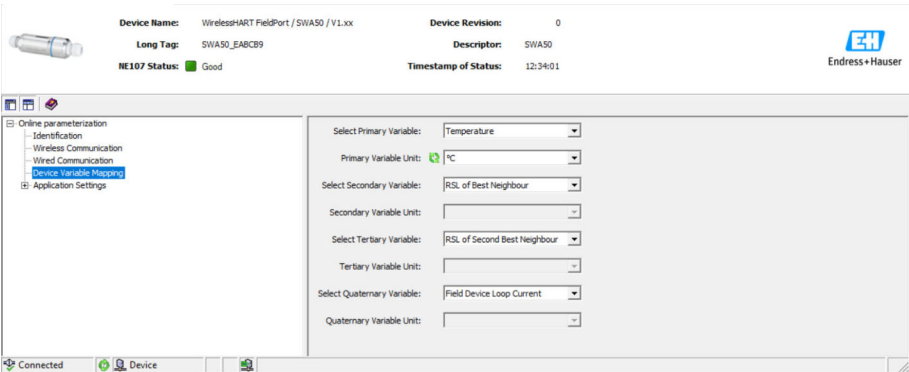 Device Name: WirelessHART FieldPort / SWA50 / V1.xx Device Revision: 0
Long Tag: SWA50_EABCB9 Descriptor: SWA50
NE107 Status: Good Timestamp of Status: 12:34:01
EH
Endress+Hauser
Online parameterization
Identification
Wireless Communication
Wired Communication
Device Variable Mapping
Application Settings
Select Primary Variable: Temperature
Primary Variable Unit: °C
Select Secondary Variable: RSL of Best Neighbour
Secondary Variable Unit:
Select Tertiary Variable: RSL of Second Best Neighbour
Tertiary Variable Unit:
Select Quaternary Variable: Field Device Loop Current
Quaternary Variable Unit:
Connected Device